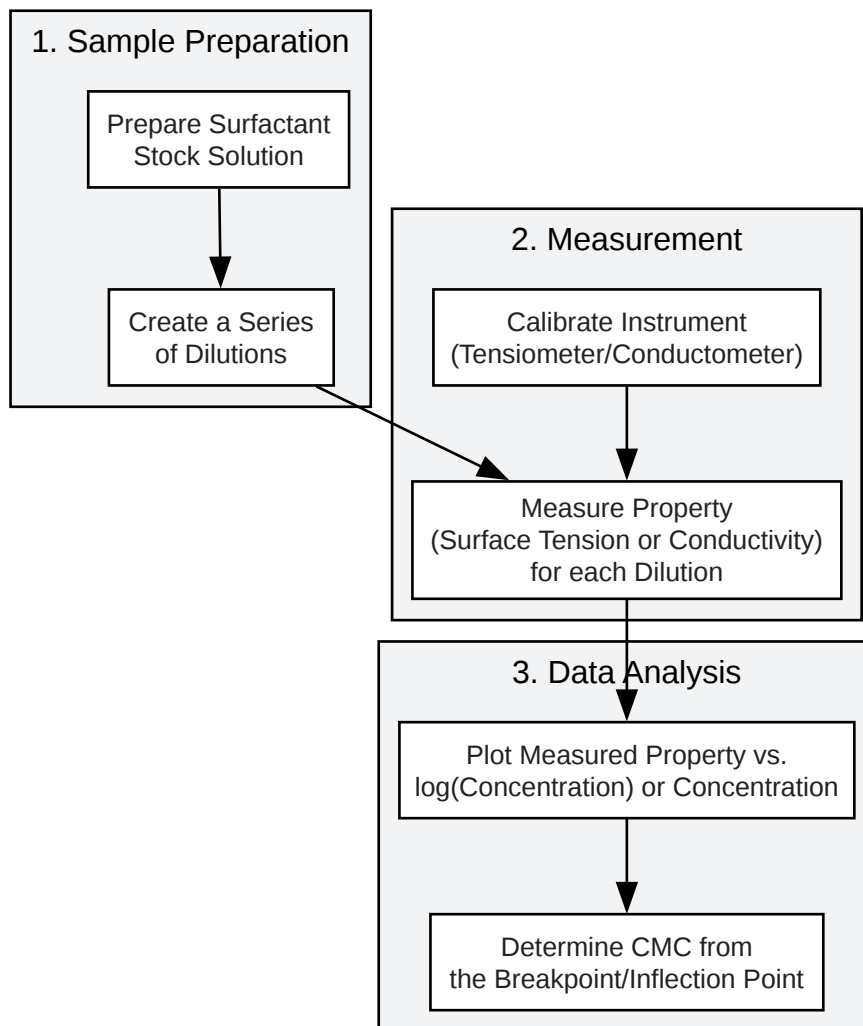 1. Sample Preparation
Prepare Surfactant
Stock Solution
Create a Series
of Dilutions
2. Measurement
Calibrate Instrument
(Tensiometer/Conductometer)
Measure Property
(Surface Tension or Conductivity)
for each Dilution
3. Data Analysis
Plot Measured Property vs.
log(Concentration) or Concentration
Determine CMC from
the Breakpoint/Inflection Point